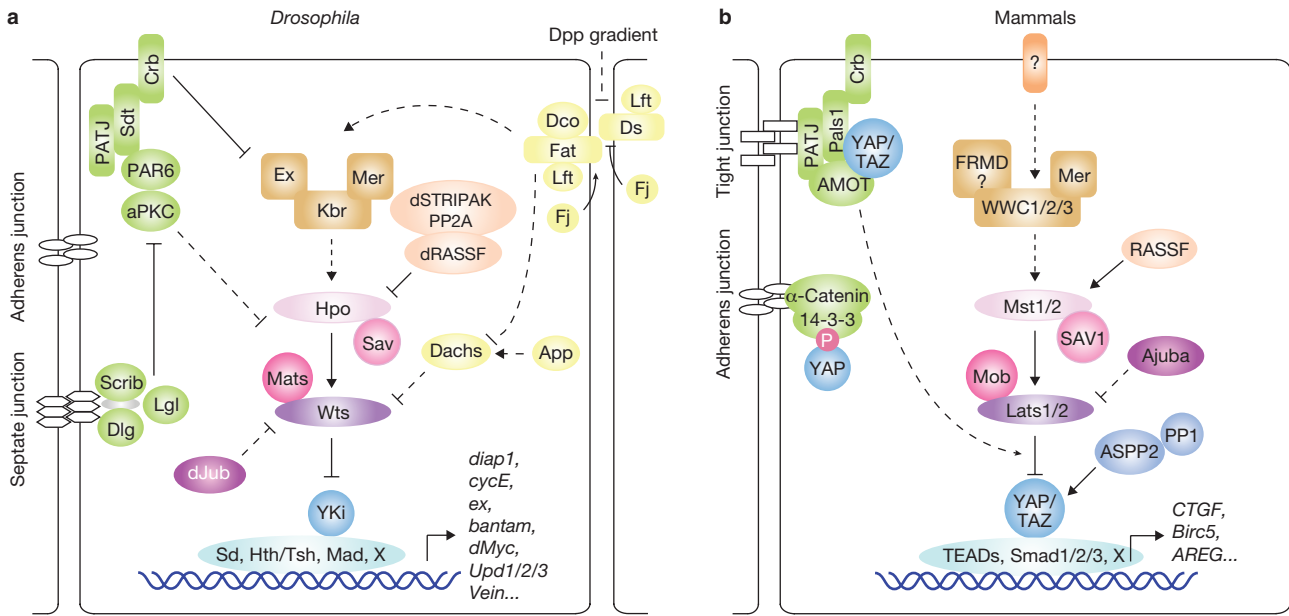 a
Drosophila
Dpp gradient
Adherens junction
Septate junction
Crb
Sdt
PATJ
PAR6
aPKC
Ex
Mer
Kbr
dSTRIPAK
PP2A
dRASSF
Dco
Fat
Lft
Lft
Ds
Fj
Fj
Hpo
Sav
Dachs
App
Mats
Wts
Scrib
Lgl
Dlg
dJub
YKi
Sd, Hth/Tsh, Mad, X
diap1,
cycE,
ex,
bantam,
dMyc,
Upd1/2/3
Vein...
b
Mammals
Tight junction
Adherens junction
Crb
Pals1
PATJ
YAP/
TAZ
AMOT
?
FRMD
?
Mer
WWC1/2/3
RASSF
α-Catenin
14-3-3
P
YAP
Mst1/2
SAV1
Mob
Ajuba
Lats1/2
ASPP2
PP1
YAP/
TAZ
TEADs, Smad1/2/3, X
CTGF,
Birc5,
AREG...